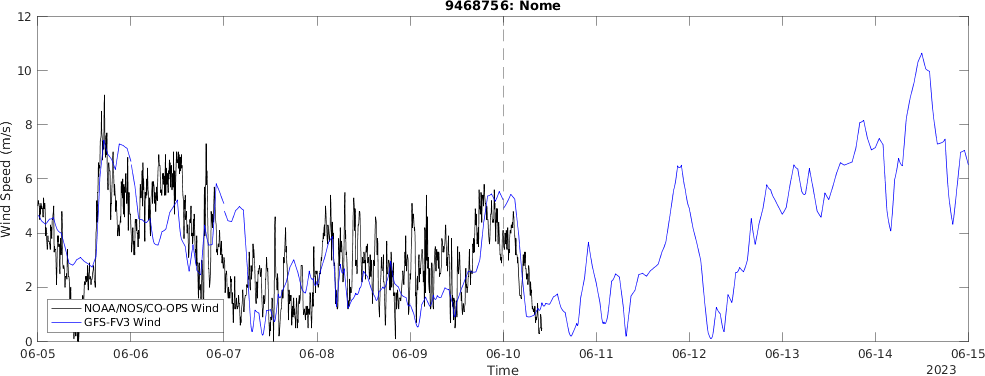 9468756: Nome
Wind Speed (m/s)
12
10
8
6
4
2
0
NOAA/NOS/CO-OPS Wind
GFS-FV3 Wind
06-05 06-06 06-07 06-08 06-09 06-10 06-11 06-12 06-13 06-14 06-15
Time
2023